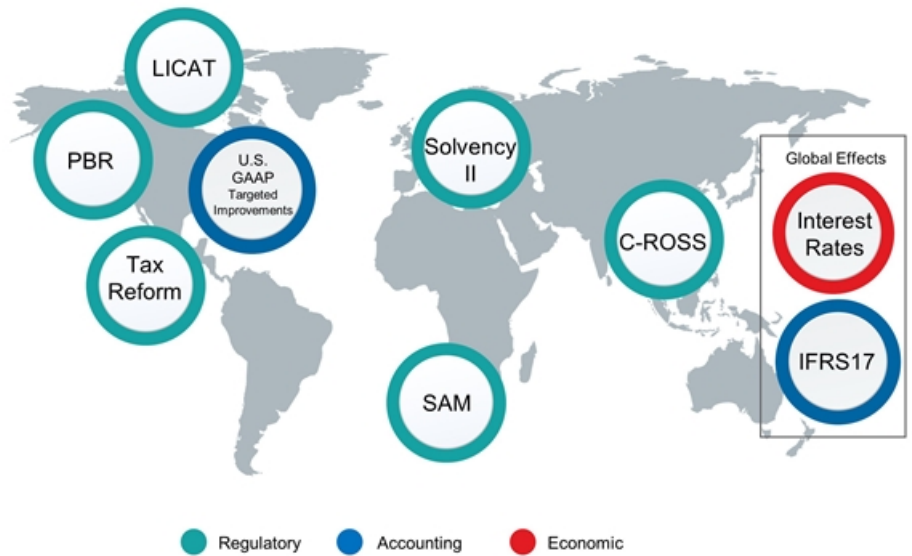 LICAT
PBR
U.S.
GAAP
Targeted
Improvements
Tax
Reform
Solvency
II
C-ROSS
SAM
Global Effects
Interest
Rates
IFRS17
Regulatory
Accounting
Economic